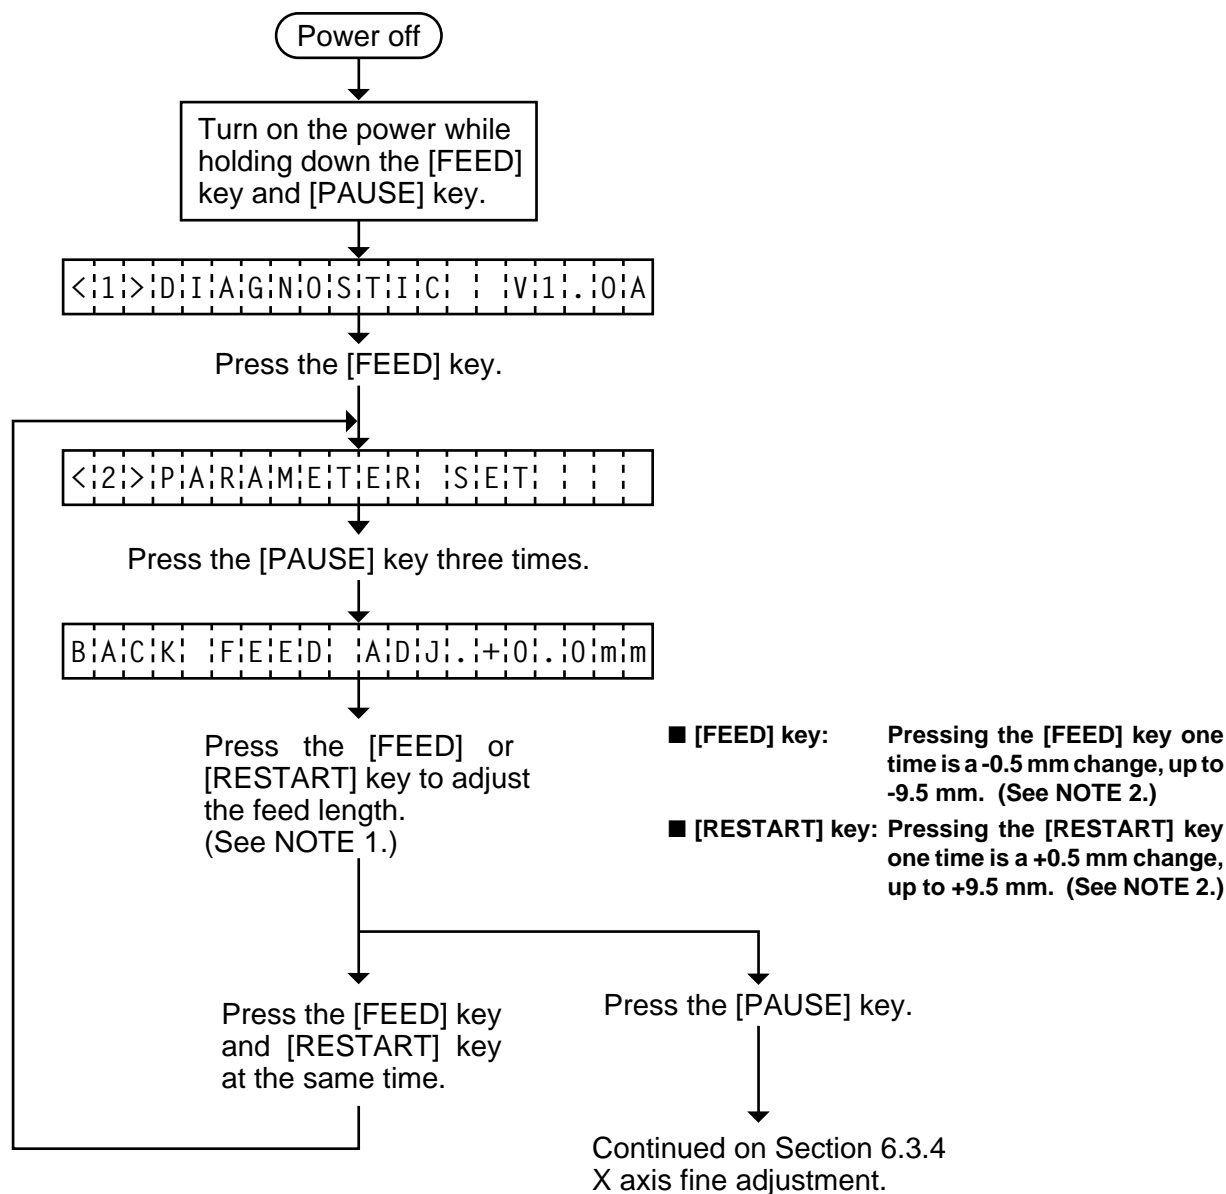 Power off
Turn on the power while
holding down the [FEED]
key and [PAUSE] key.
<1>DIAGNOSTIC  V1.0A
Press the [FEED] key.
<2>PARAMETER SET
Press the [PAUSE] key three times.
BACK FEED ADJ.+0.0mm
Press the [FEED] or
[RESTART] key to adjust
the feed length.
(See NOTE 1.)
■ [FEED] key: Pressing the [FEED] key one
time is a -0.5 mm change, up to
-9.5 mm. (See NOTE 2.)
■ [RESTART] key: Pressing the [RESTART] key
one time is a +0.5 mm change,
up to +9.5 mm. (See NOTE 2.)
Press the [FEED] key
and [RESTART] key
at the same time.
Press the [PAUSE] key.
Continued on Section 6.3.4
X axis fine adjustment.